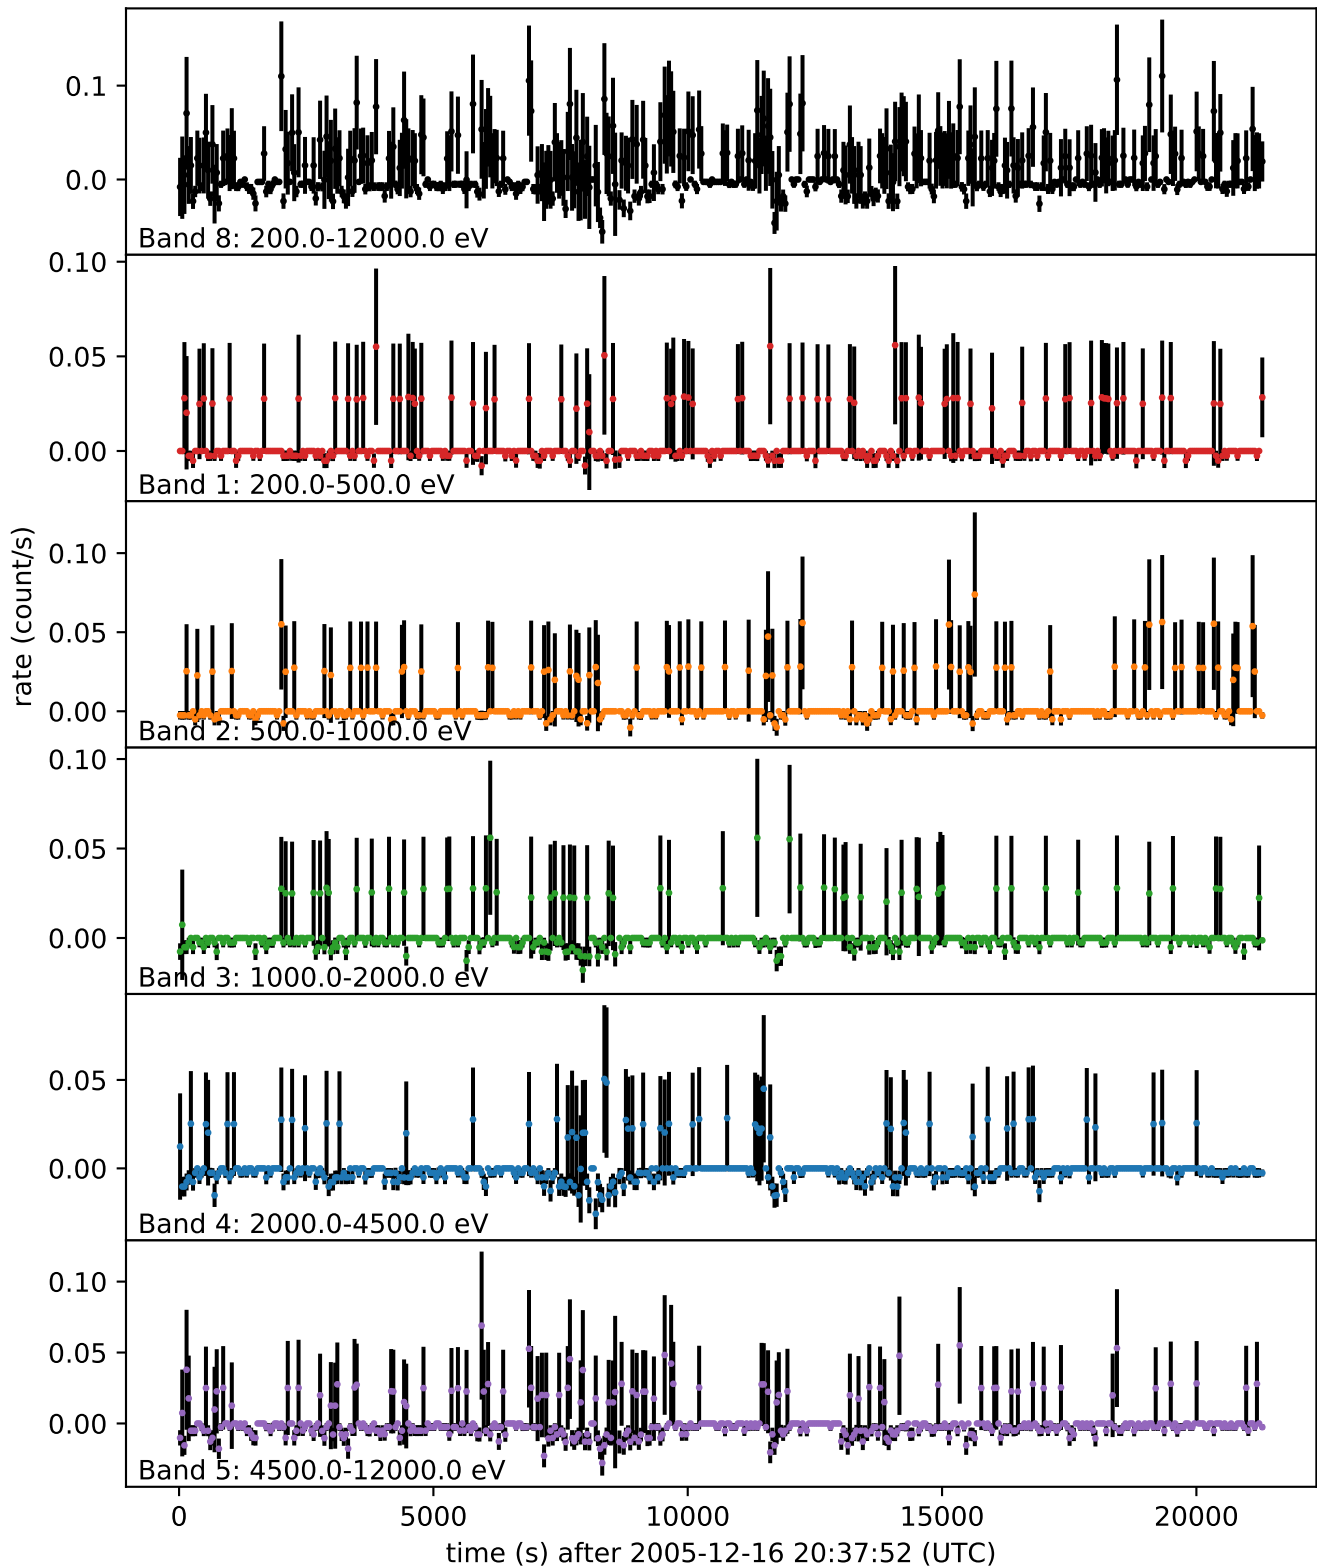 0.1
0.0
Band 8: 200.0-12000.0 eV
0.10
0.05
0.00
Band 1: 200.0-500.0 eV
rate (count/s)
0.10
0.05
0.00
Band 2: 500.0-1000.0 eV
0.10
0.05
0.00
Band 3: 1000.0-2000.0 eV
0.05
0.00
Band 4: 2000.0-4500.0 eV
0.10
0.05
0.00
Band 5: 4500.0-12000.0 eV
0 5000 10000 15000 20000
time (s) after 2005-12-16 20:37:52 (UTC)